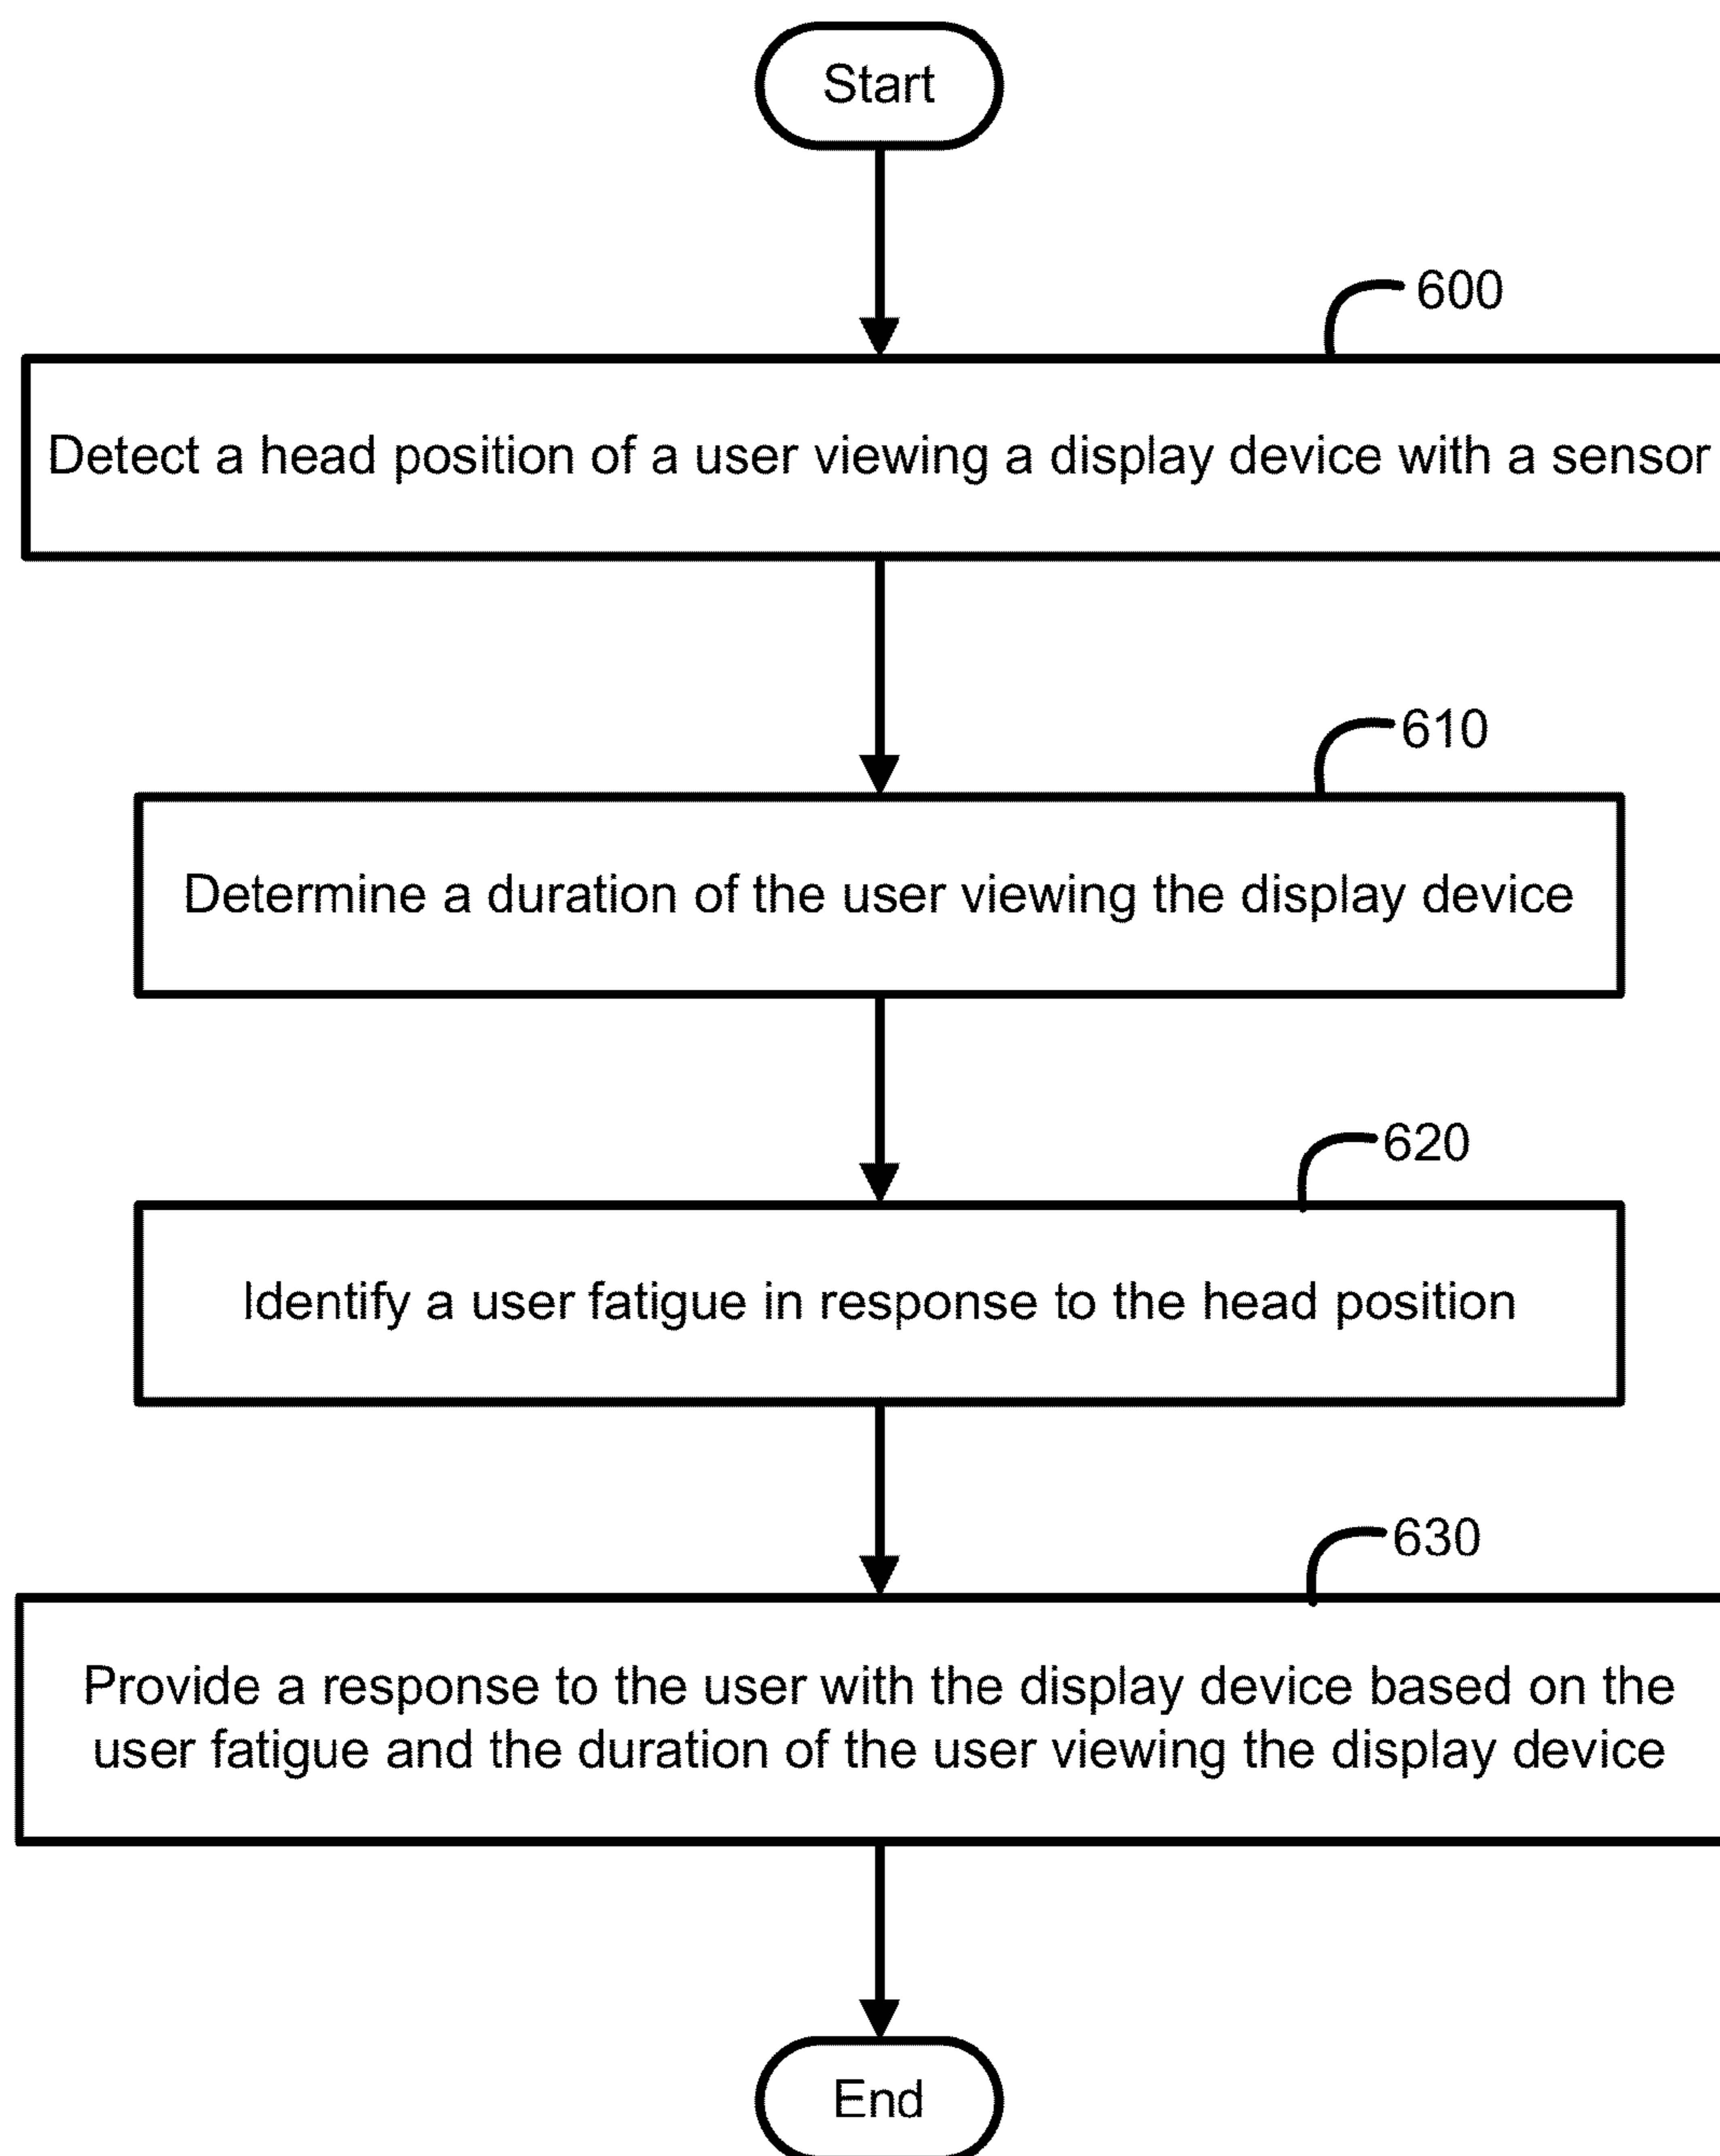 Start
600
Detect a head position of a user viewing a display device with a sensor
610
Determine a duration of the user viewing the display device
620
Identify a user fatigue in response to the head position
630
Provide a response to the user with the display device based on the
user fatigue and the duration of the user viewing the display device
End